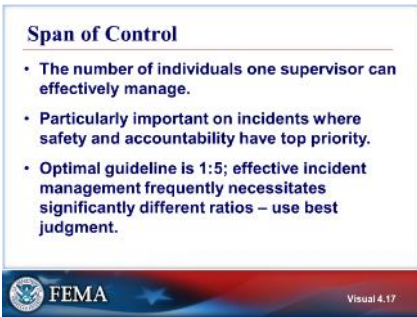 Span of Control
• The number of individuals one supervisor can
effectively manage.
• Particularly important on incidents where
safety and accountability have top priority.
• Optimal guideline is 1:5; effective incident
management frequently necessitates
significantly different ratios – use best
judgment.
FEMA
Visual 4.17